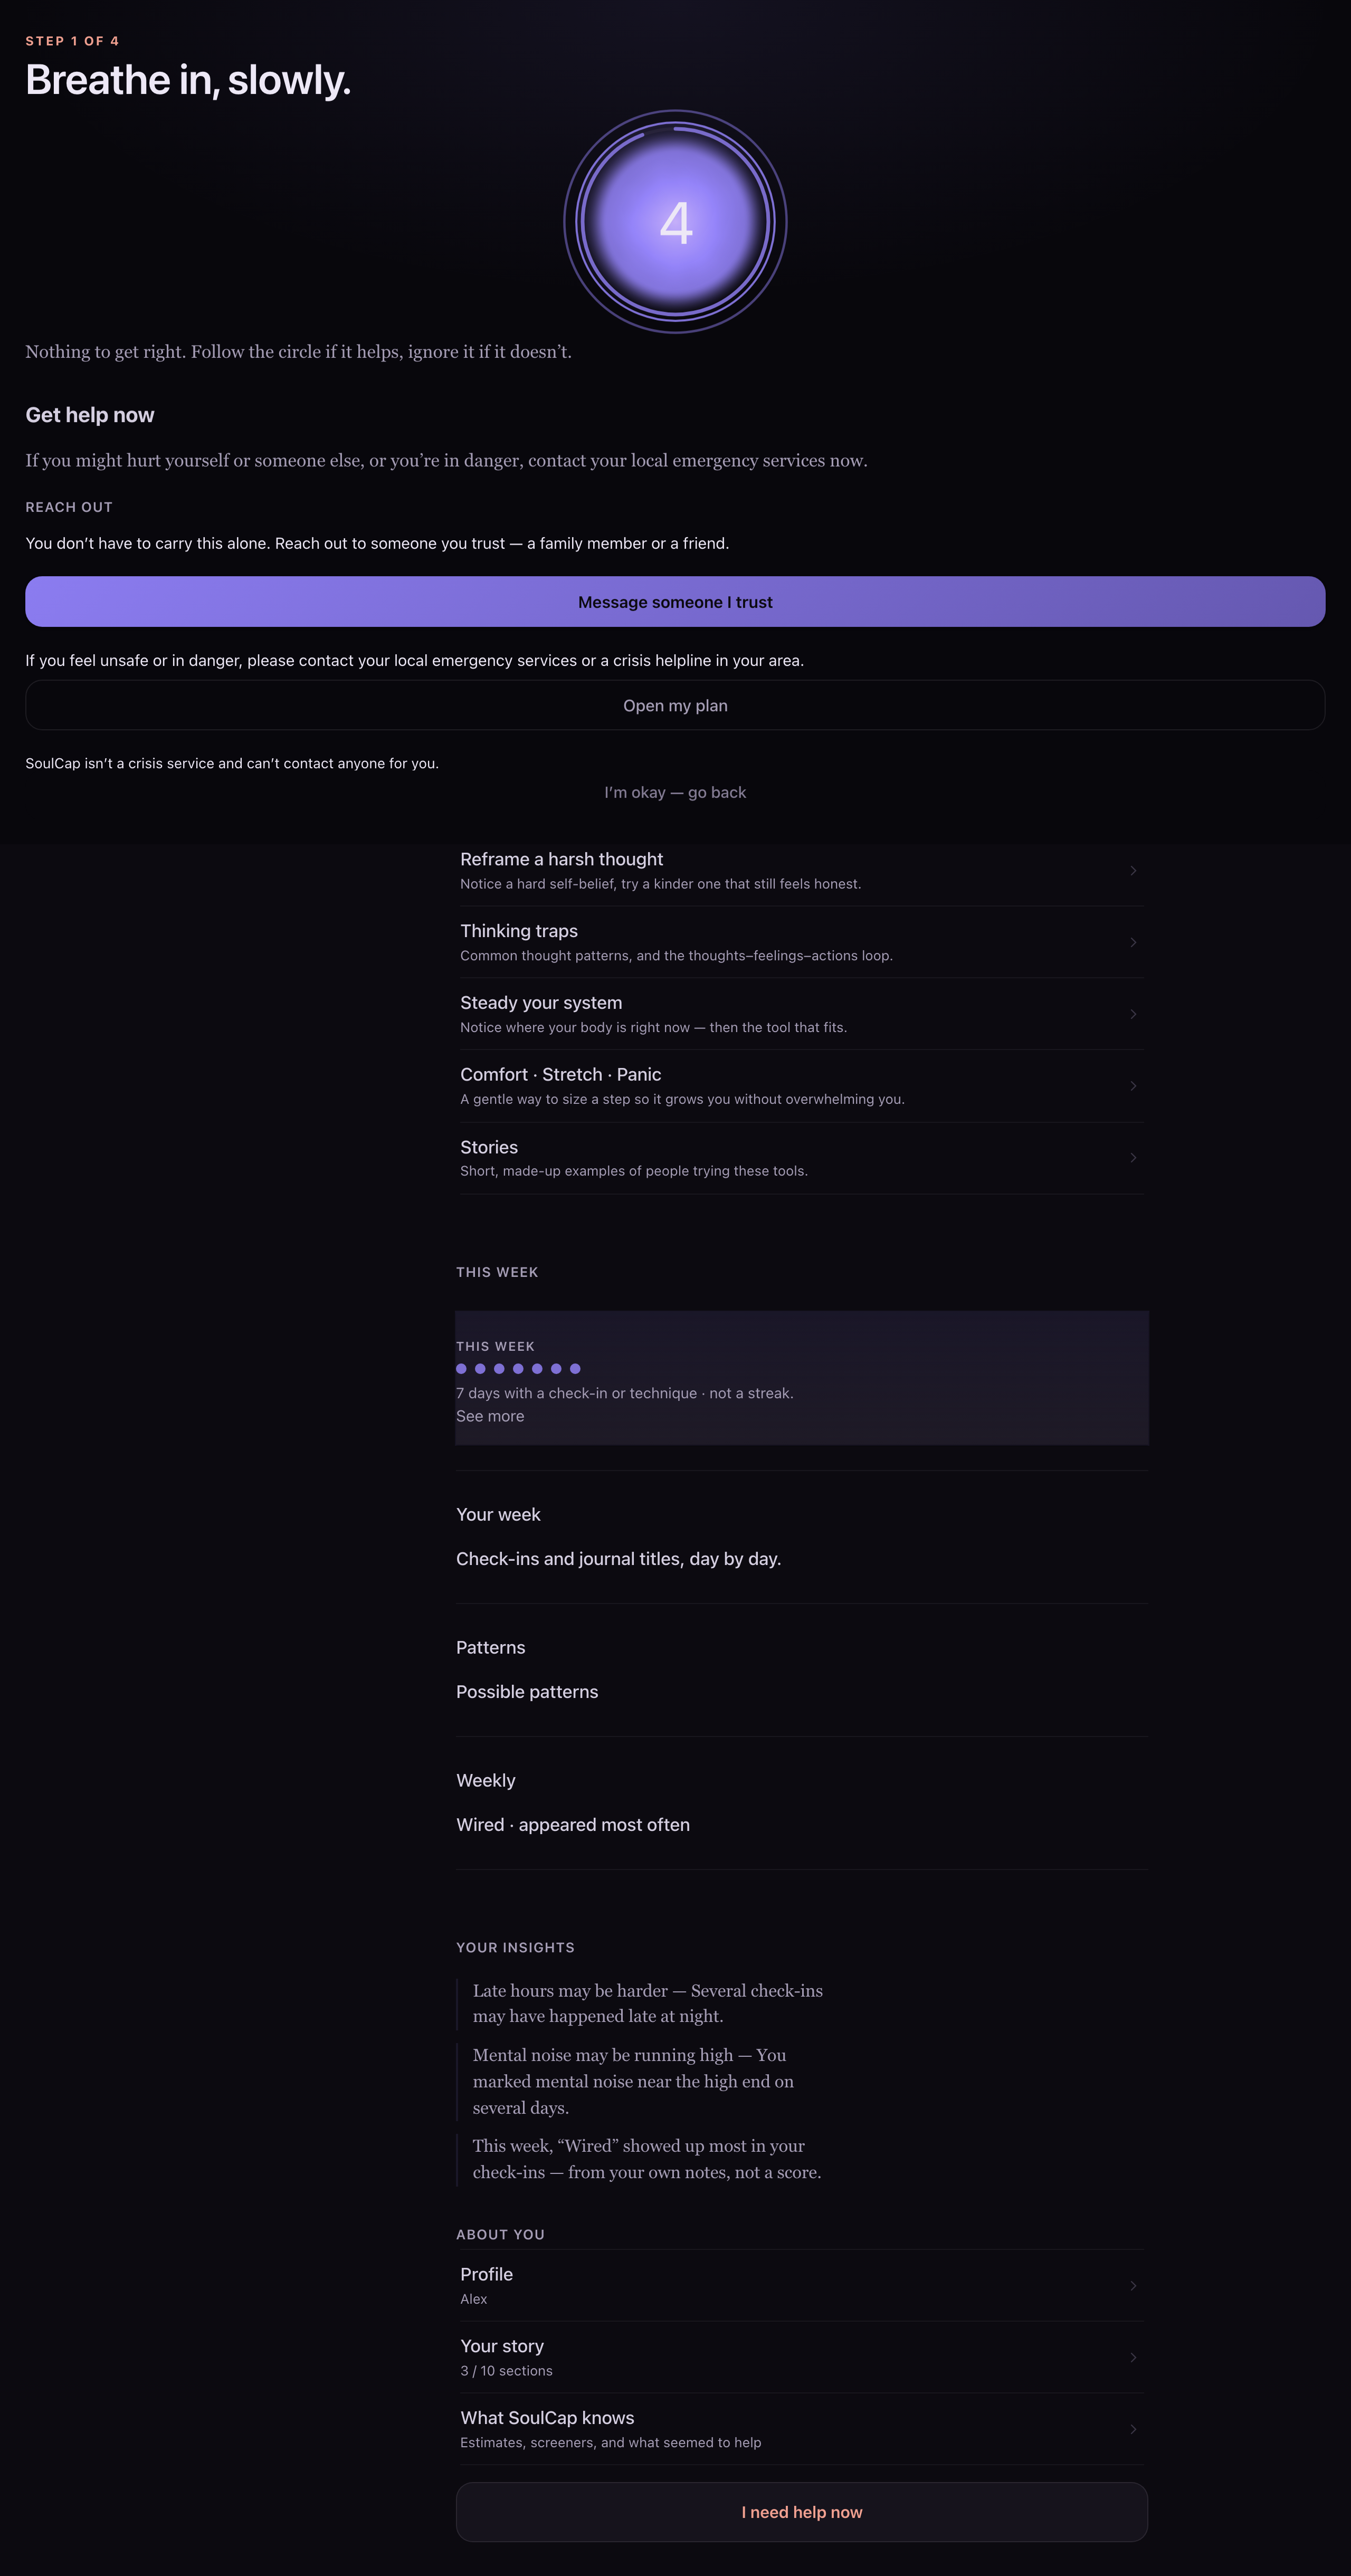 STEP 1 OF 4
Breathe in, slowly.
4
Nothing to get right. Follow the circle if it helps, ignore it if it doesn’t.
Get help now
If you might hurt yourself or someone else, or you’re in danger, contact your local emergency services now.
REACH OUT
You don’t have to carry this alone. Reach out to someone you trust — a family member or a friend.
Message someone I trust
If you feel unsafe or in danger, please contact your local emergency services or a crisis helpline in your area.
Open my plan
SoulCap isn’t a crisis service and can’t contact anyone for you.
I’m okay — go back
Reframe a harsh thought
Notice a hard self-belief, try a kinder one that still feels honest.
Thinking traps
Common thought patterns, and the thoughts–feelings–actions loop.
Steady your system
Notice where your body is right now — then the tool that fits.
Comfort · Stretch · Panic
A gentle way to size a step so it grows you without overwhelming you.
Stories
Short, made-up examples of people trying these tools.
THIS WEEK
THIS WEEK
7 days with a check-in or technique · not a streak.
See more
Your week
Check-ins and journal titles, day by day.
Patterns
Possible patterns
Weekly
Wired · appeared most often
YOUR INSIGHTS
Late hours may be harder — Several check-ins
may have happened late at night.
Mental noise may be running high — You
marked mental noise near the high end on
several days.
This week, “Wired” showed up most in your
check-ins — from your own notes, not a score.
ABOUT YOU
Profile
Alex
Your story
3 / 10 sections
What SoulCap knows
Estimates, screeners, and what seemed to help
I need help now